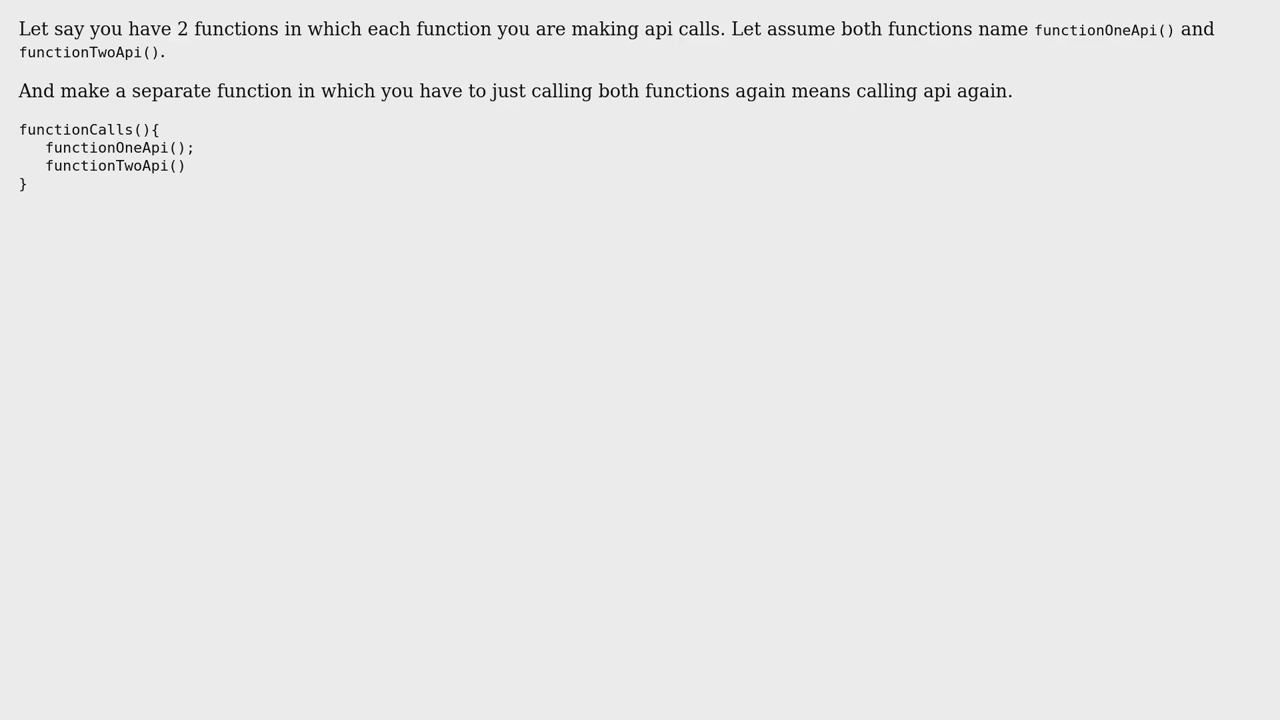 Let say you have 2 functions in which each function you are making api calls. Let assume both functions name functionOneApi() and
functionTwoApi().
And make a separate function in which you have to just calling both functions again means calling api again.
functionCalls(){
   functionOneApi();
   functionTwoApi()
}